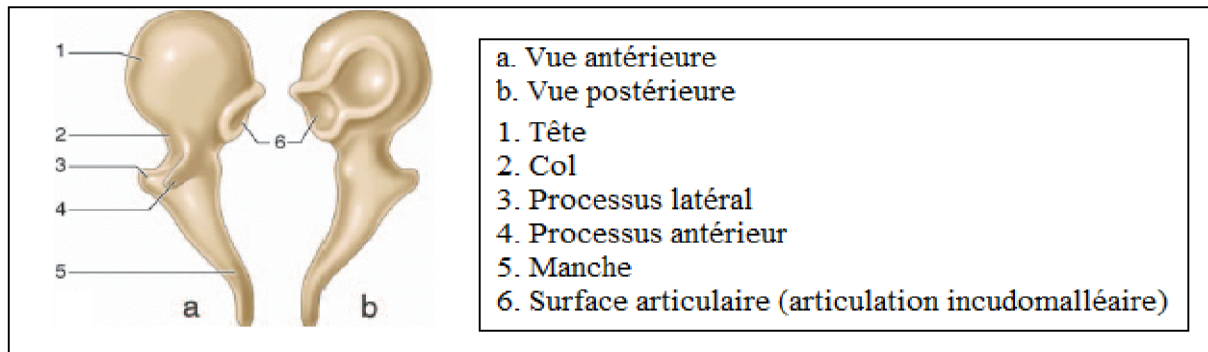 1
2
3
4
5
6
a
b
a. Vue antérieure
b. Vue postérieure
1. Tête
2. Col
3. Processus latéral
4. Processus antérieur
5. Manche
6. Surface articulaire (articulation incudomalléaire)